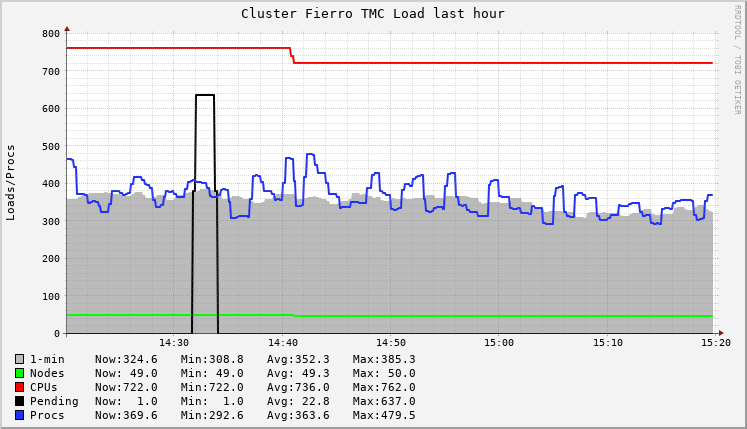 Cluster Fierro TMC Load last hour
RRDTOOL / TOBI OETIKER
Loads/Procs
800
700
600
500
400
300
200
100
0
14:30 14:40 14:50 15:00 15:10 15:20
1-min Now:324.6 Min:308.8 Avg:352.3 Max:385.3
Nodes Now: 49.0 Min: 49.0 Avg: 49.3 Max: 50.0
CPUs Now:722.0 Min:722.0 Avg:736.0 Max:762.0
Pending Now: 1.0 Min: 1.0 Avg: 22.8 Max:637.0
Procs Now:369.6 Min:292.6 Avg:363.6 Max:479.5